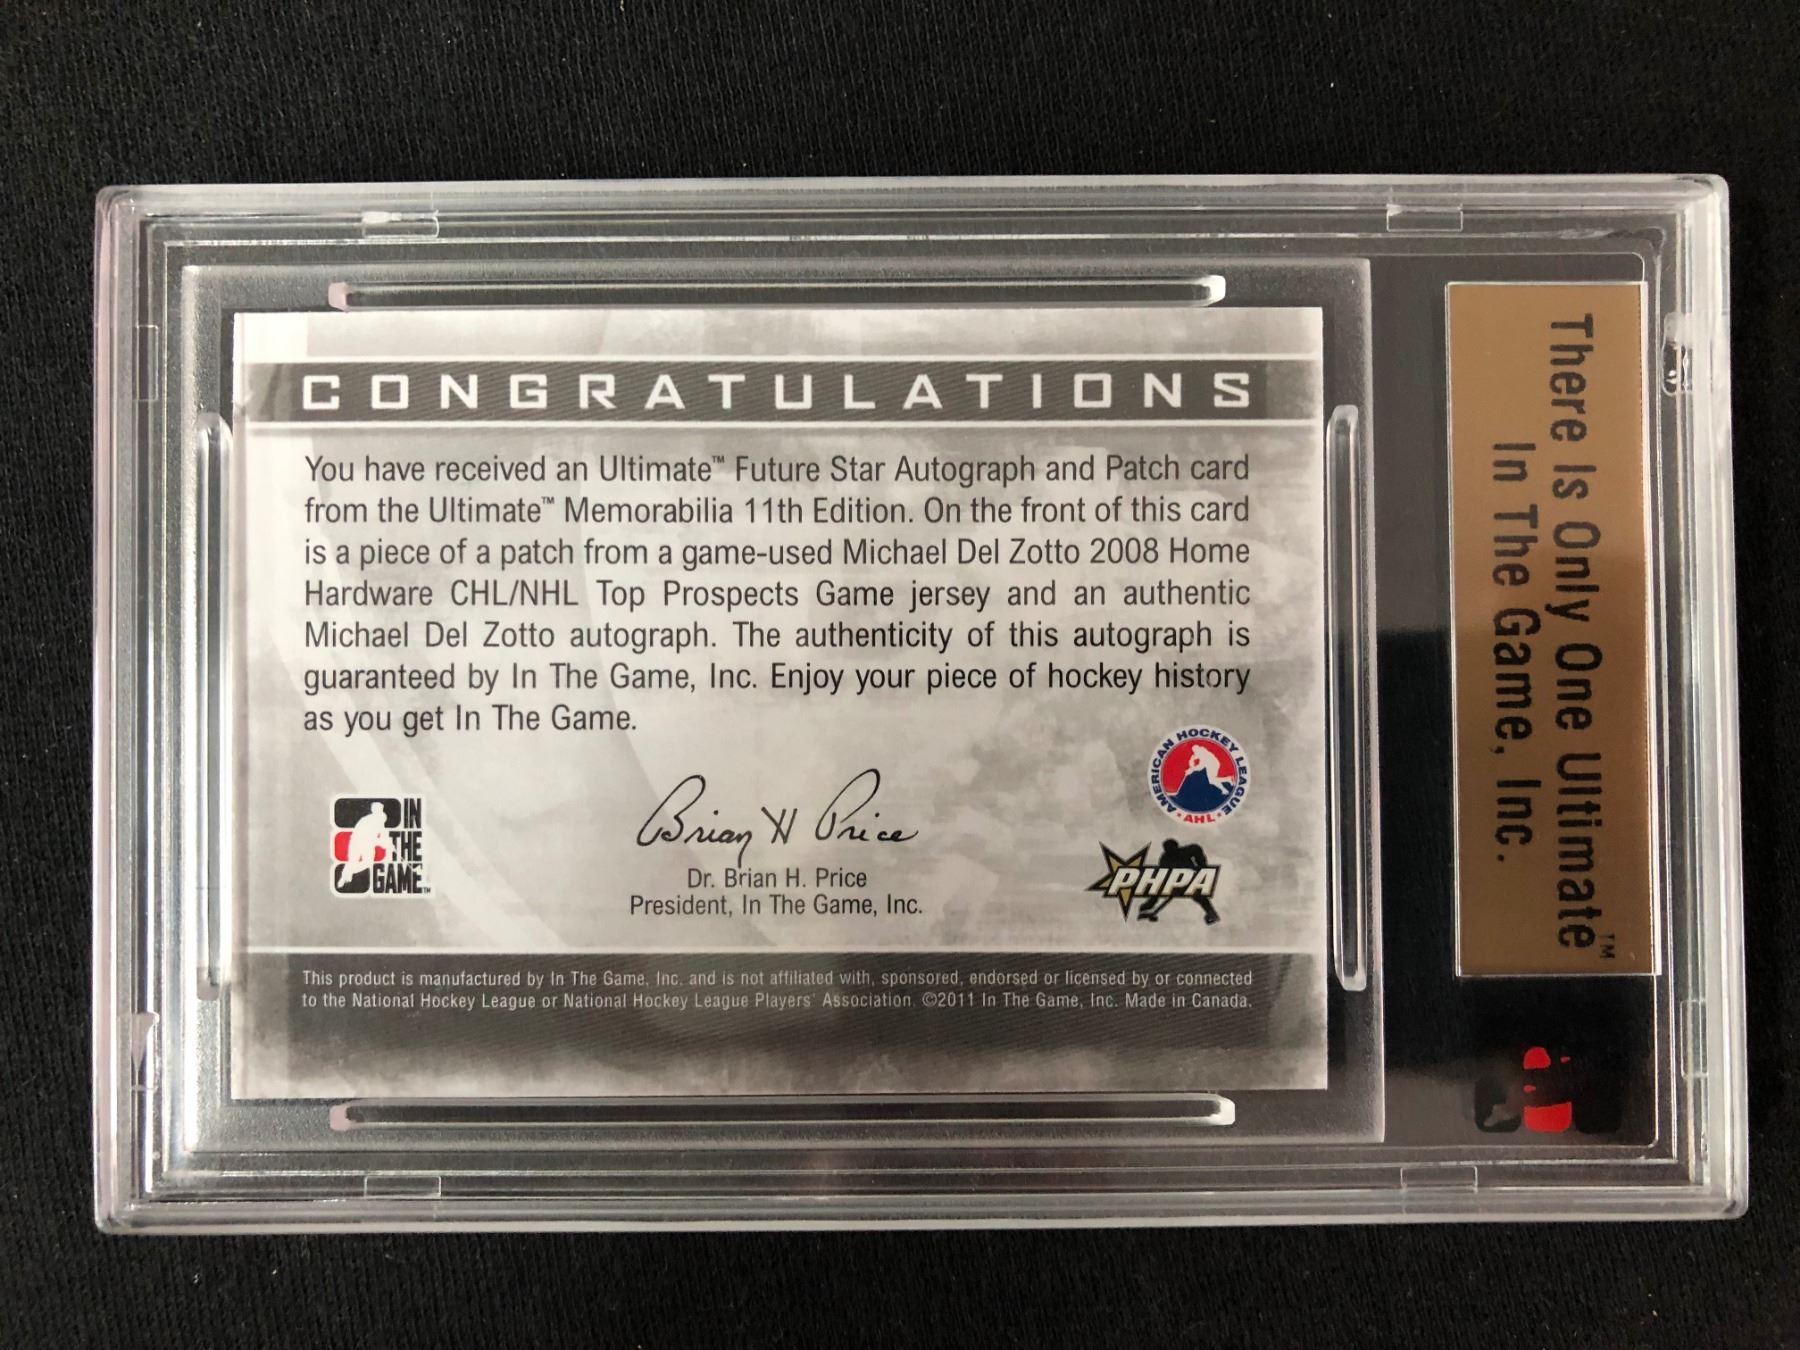 CONGRATULATIONS
You have received an Ultimate™ Future Star Autograph and Patch card
from the Ultimate™ Memorabilia 11th Edition. On the front of this card
is a piece of a patch from a game-used Michael Del Zotto 2008 Home
Hardware CHL/NHL Top Prospects Game jersey and an authentic
Michael Del Zotto autograph. The authenticity of this autograph is
guaranteed by In The Game, Inc. Enjoy your piece of hockey history
as you get In The Game.
IN
THE
GAME™
Brian H Price
Dr. Brian H. Price
President, In The Game, Inc.
AMERICAN HOCKEY LEAGUE
AHL
PHPA
This product is manufactured by In The Game, Inc. and is not affiliated with, sponsored, endorsed or licensed by or connected
to the National Hockey League or National Hockey League Players' Association. ©2011 In The Game, Inc. Made in Canada.
There Is Only One Ultimate™
In The Game, Inc.